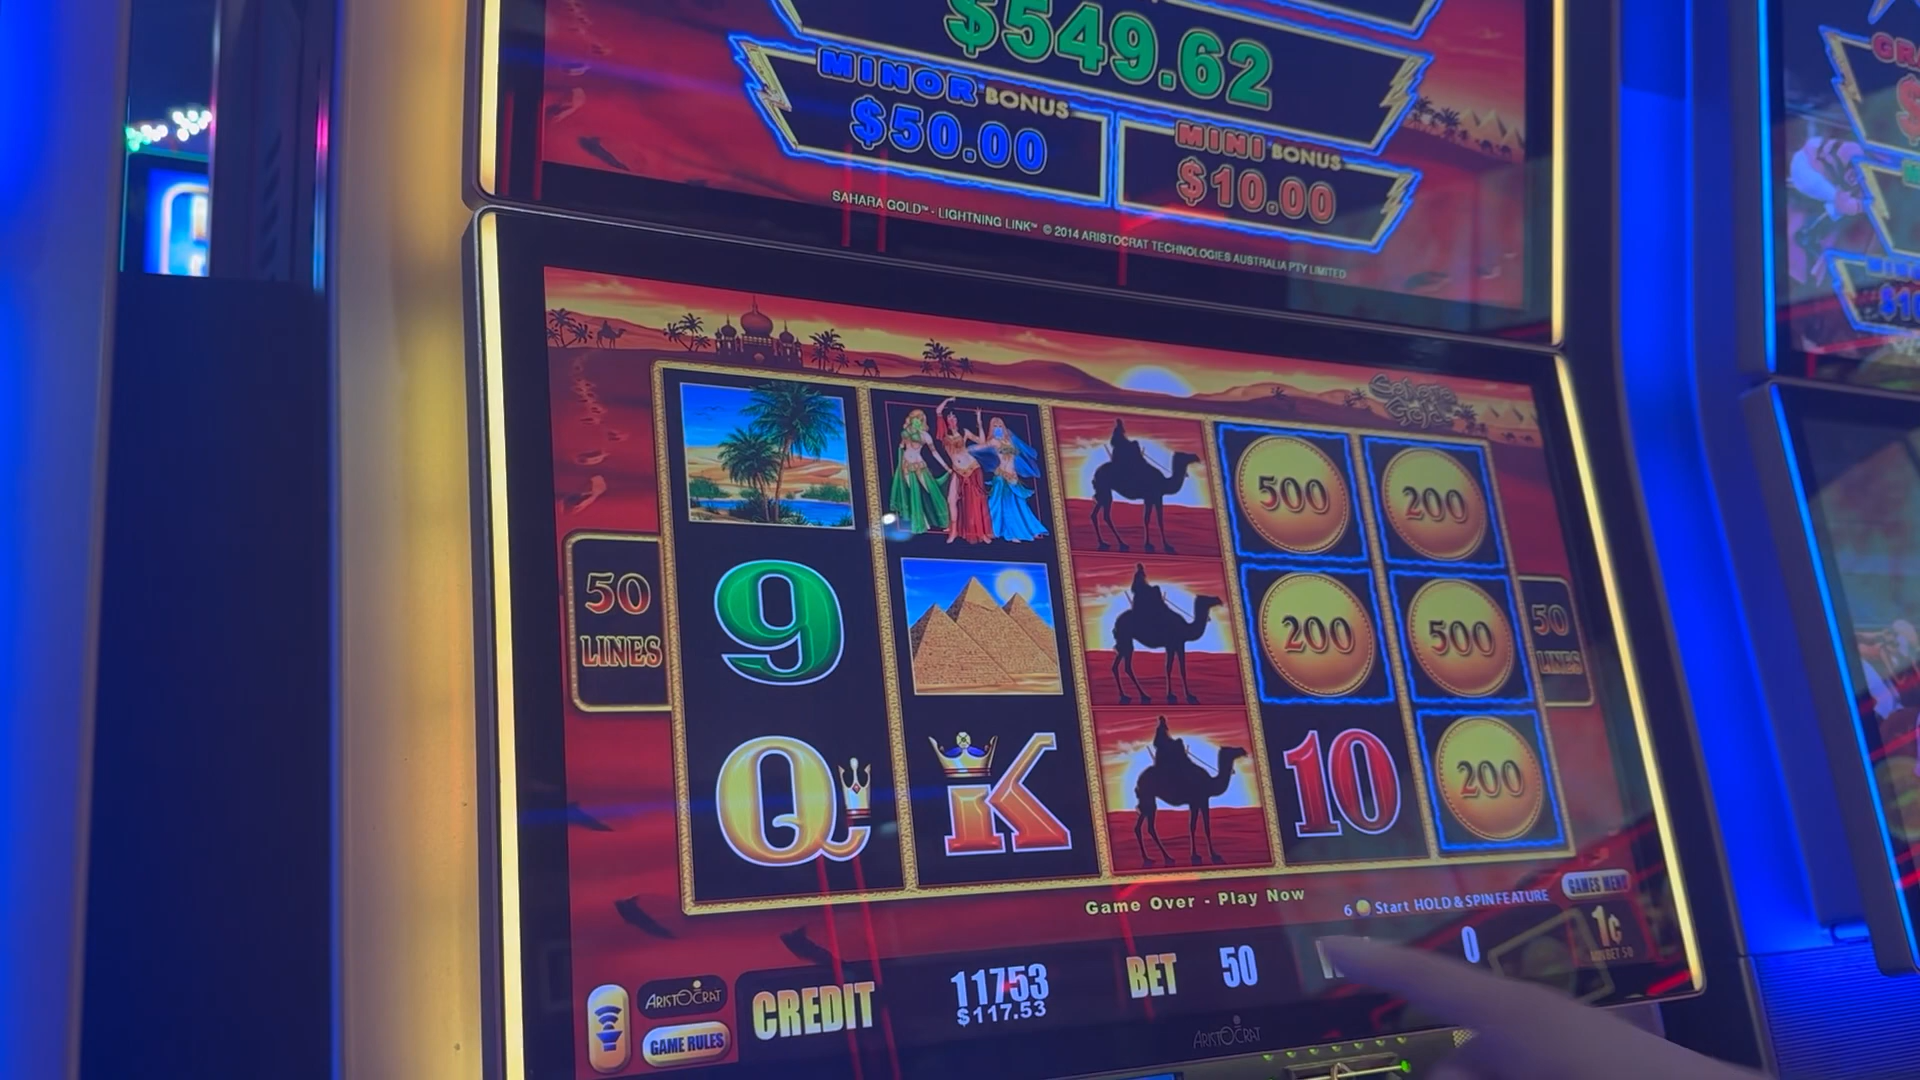 $549.62
MINOR BONUS
$50.00
MINI BONUS
$10.00
SAHARA GOLD™ - LIGHTNING LINK™ © 2014 ARISTOCRAT TECHNOLOGIES AUSTRALIA PTY LIMITED
Sahara Gold
500
200
50
LINES
9
200
500
50
LINES
Q
K
10
200
Game Over - Play Now
6 Start HOLD & SPIN FEATURE
GAMES MENU
ARISTOCRAT
GAME RULES
CREDIT
11753
$117.53
BET
50
0
1¢
ARISTOCRAT